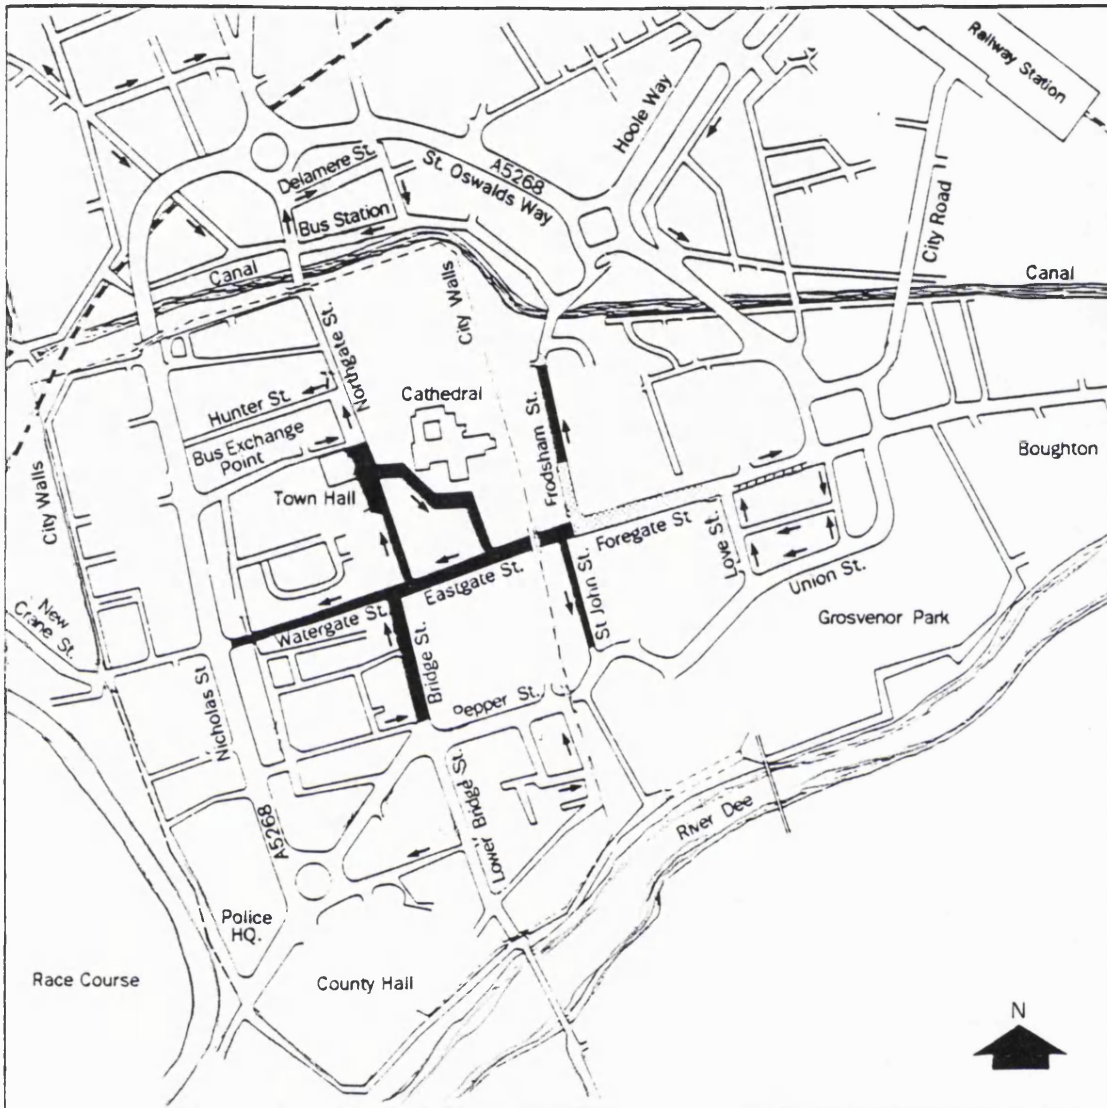 Railway Station
Hoole Way
A5268
St. Oswalds Way
Delamere St.
Bus Station
City Road
Canal
Canal
City Walls
Northgate St.
Cathedral
Hunter St.
Bus Exchange
Point
Frodsham St.
Boughton
Town Hall
City Walls
Foregate St
Love St.
Eastgate St.
St John St.
Union St.
New
Crane St.
Watergate St.
Grosvenor Park
Bridge St.
Nicholas St
Pepper St.
Lower Bridge St.
River Dee
A5268
Police
HQ.
Race Course
County Hall
N